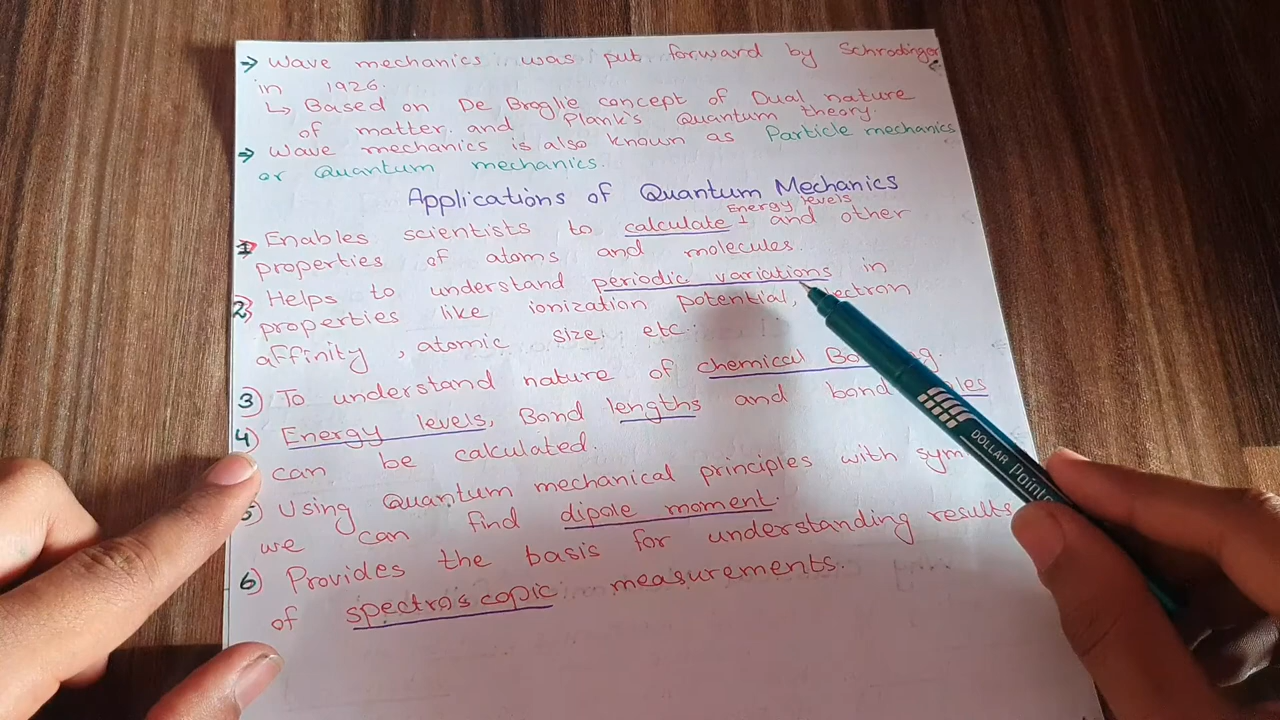 → Wave mechanics was put forward by Schrodinger
in 1926.
↳ Based on De Broglie concept of Dual nature
of matter. and Plank's Quantum theory.
→ Wave mechanics is also known as Particle mechanics
or Quantum mechanics.
Applications of Quantum Mechanics
Energy levels
1) Enables scientists to calculate ⊥ and other
properties of atoms and molecules.
2) Helps to understand periodic variations in
properties like ionization potential,
affinity, atomic size. etc.
3) To understand nature of chemical
4) Energy levels, Bond lengths and bond
can be calculated.
5) Using Quantum mechanical principles with
we can find dipole moment.
6) Provides the basis for understanding results
of spectroscopic measurements.
DOLLAR